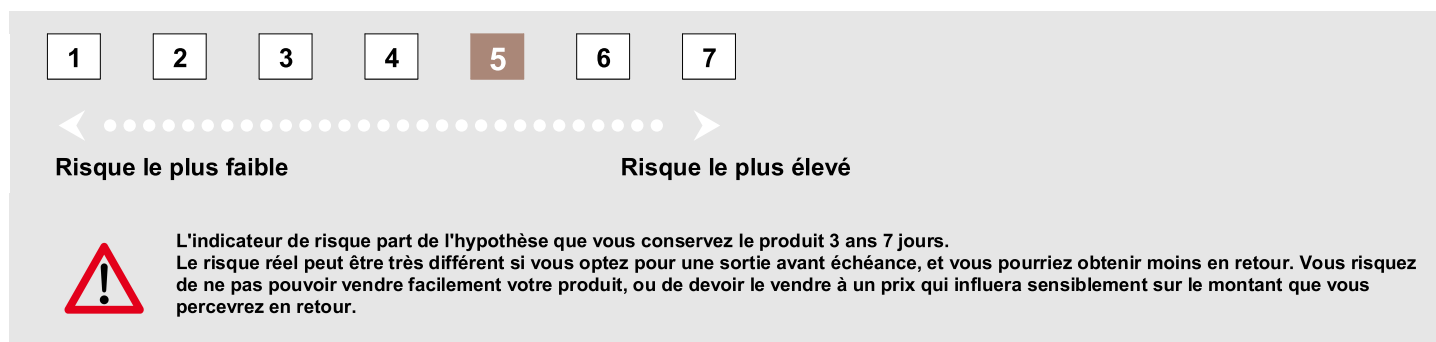 1 2 3 4 5 6 7
Risque le plus faible Risque le plus élevé
L'indicateur de risque part de l'hypothèse que vous conservez le produit 3 ans 7 jours.
Le risque réel peut être très différent si vous optez pour une sortie avant échéance, et vous pourriez obtenir moins en retour. Vous risquez
de ne pas pouvoir vendre facilement votre produit, ou de devoir le vendre à un prix qui influera sensiblement sur le montant que vous
percevrez en retour.